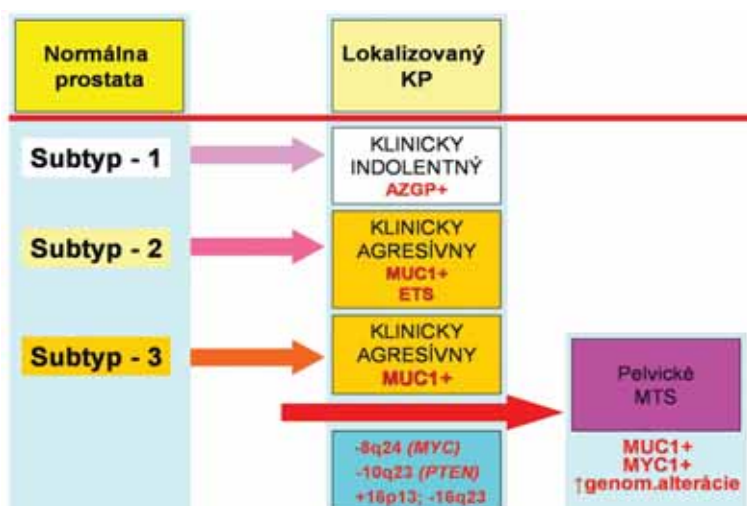 Normálna
prostata
Lokalizovaný
KP
Subtyp - 1
KLINICKY
INDOLENTNÝ
AZGP+
Subtyp - 2
KLINICKY
AGRESÍVNY
MUC1+
ETS
Subtyp - 3
KLINICKY
AGRESÍVNY
MUC1+
Pelvické
MTS
MUC1+
MYC1+
↑genom.alterácie
-8q24 (MYC)
-10q23 (PTEN)
+16p13; -16q23